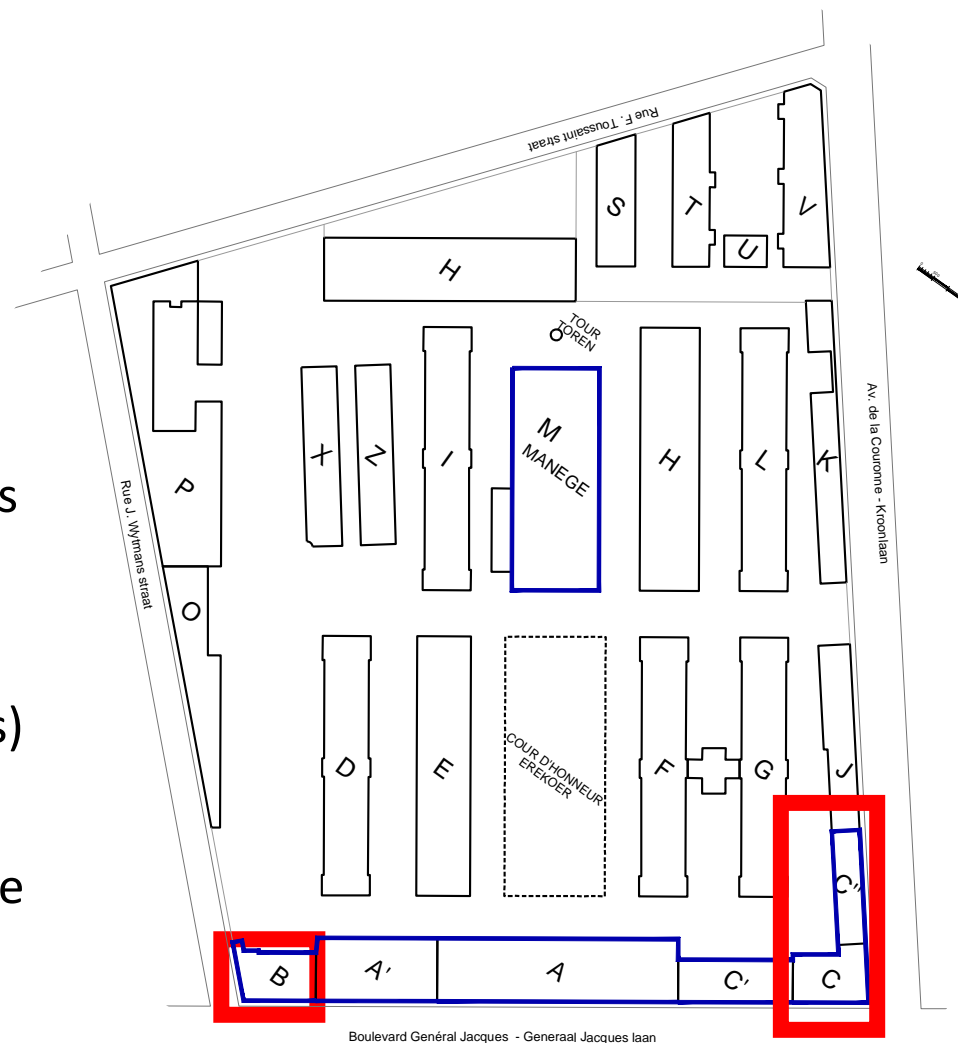 Rue F. Toussaint straat
S
T
V
U
H
TOUR
TOREN
M
MANEGE
X
Z
I
H
L
K
Av. de la Couronne - Kroonlaan
P
s
Rue J. Wytmans straat
O
s)
COUR D'HONNEUR
EREKOER
D
E
F
G
J
e
C''
B
A'
A
C'
C
Boulevard Genéral Jacques - Generaal Jacques laan